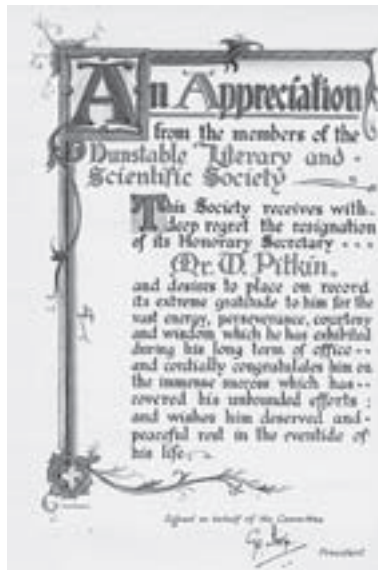 An Appreciation
from the members of the
Dunstable Literary and -
Scientific Society
This Society receives with
deep regret the resignation
of its Honorary Secretary - - -
Mr. W. Pitkin.
and desires to place on record
its extreme gratitude to him for the
vast energy, perseverance, courtesy
and wisdom which he has exhibited
during his long term of office - -
and cordially congratulates him on
the immense success which has - -
covered his unbounded efforts ;
and wishes him deserved and -
peaceful rest in the eventide of
his life.
Signed on behalf of the Committee
President